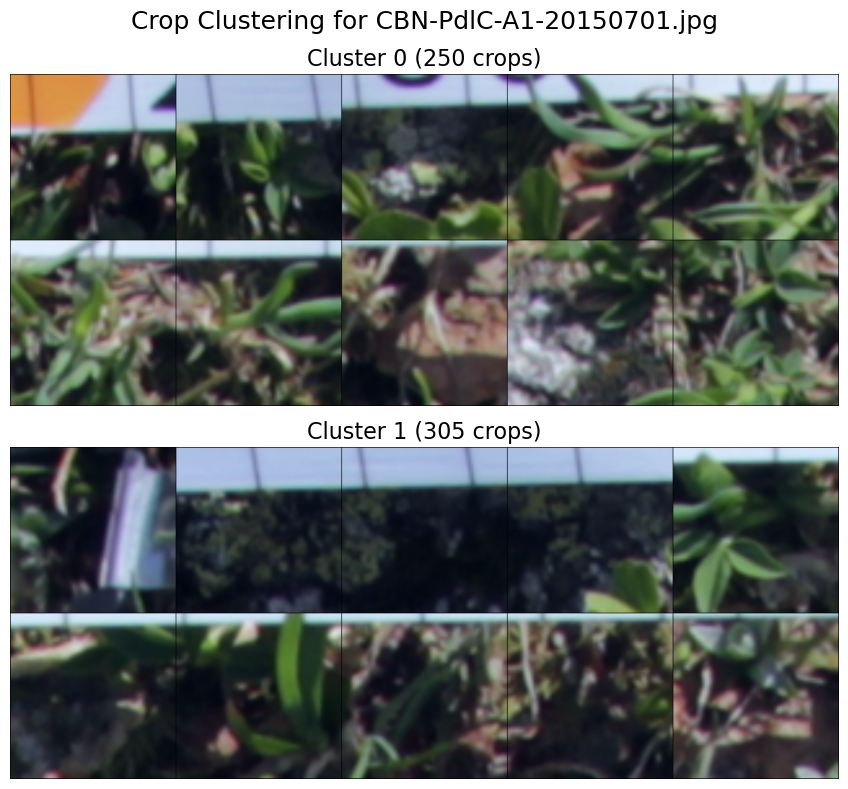 Crop Clustering for CBN-PdlC-A1-20150701.jpg
Cluster 0 (250 crops)
Cluster 1 (305 crops)